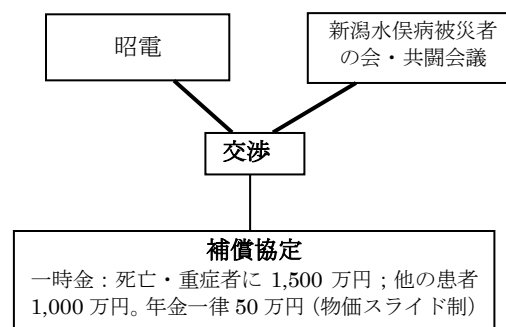 昭電
新潟水俣病被災者
の会・共闘会議
交渉
補償協定
一時金：死亡・重症者に 1,500 万円；他の患者
1,000 万円。年金一律 50 万円（物価スライド制）